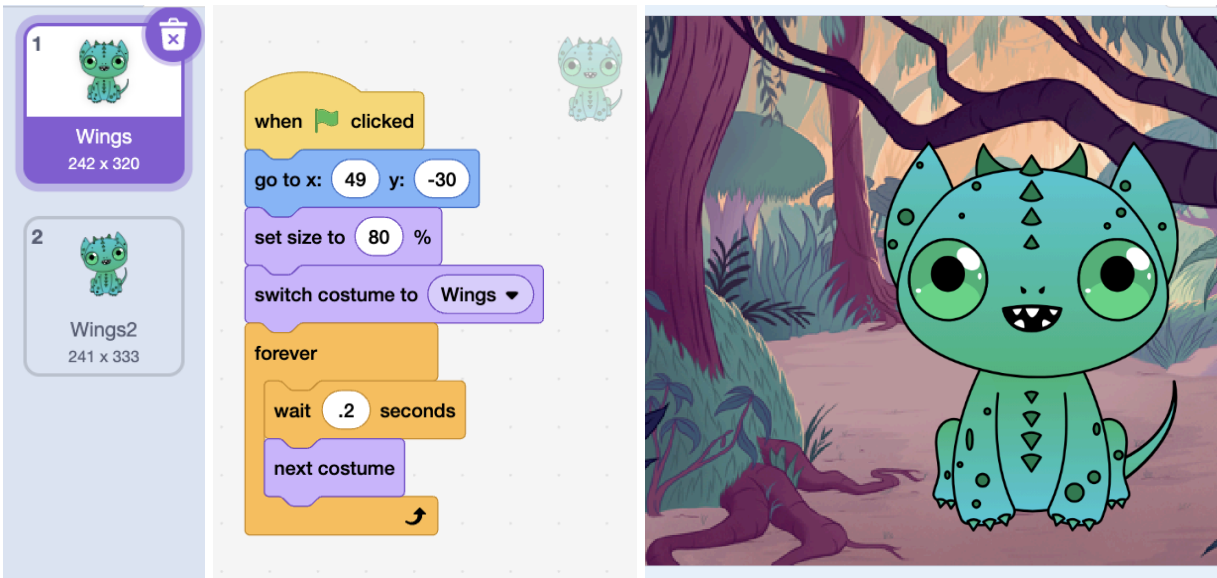 1
Wings
242 x 320
2
Wings2
241 x 333
when clicked
go to x: 49 y: -30
set size to 80 %
switch costume to Wings
forever
wait .2 seconds
next costume